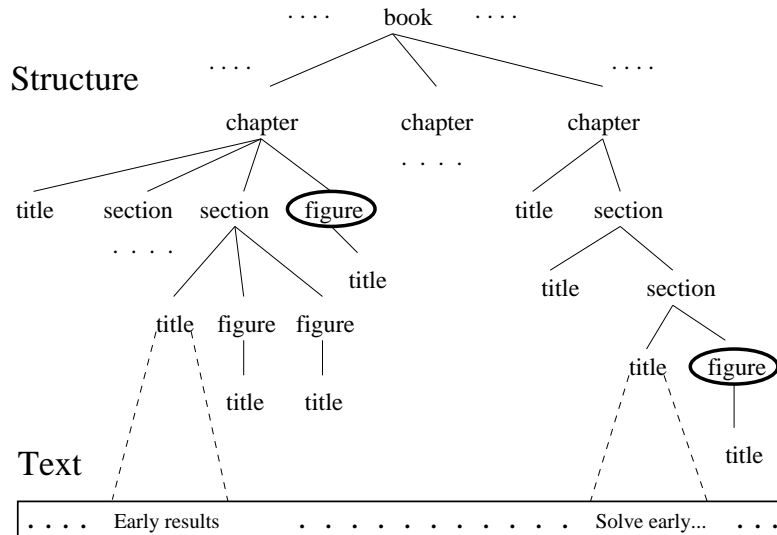 . . . . book . . . .
. . . . . . . .
Structure
chapter chapter chapter
. . . .
title section section figure title section
. . . .
title title section
title figure figure
title figure
title title
title
Text
. . . . Early results . . . . . . . . . . . Solve early... . . .